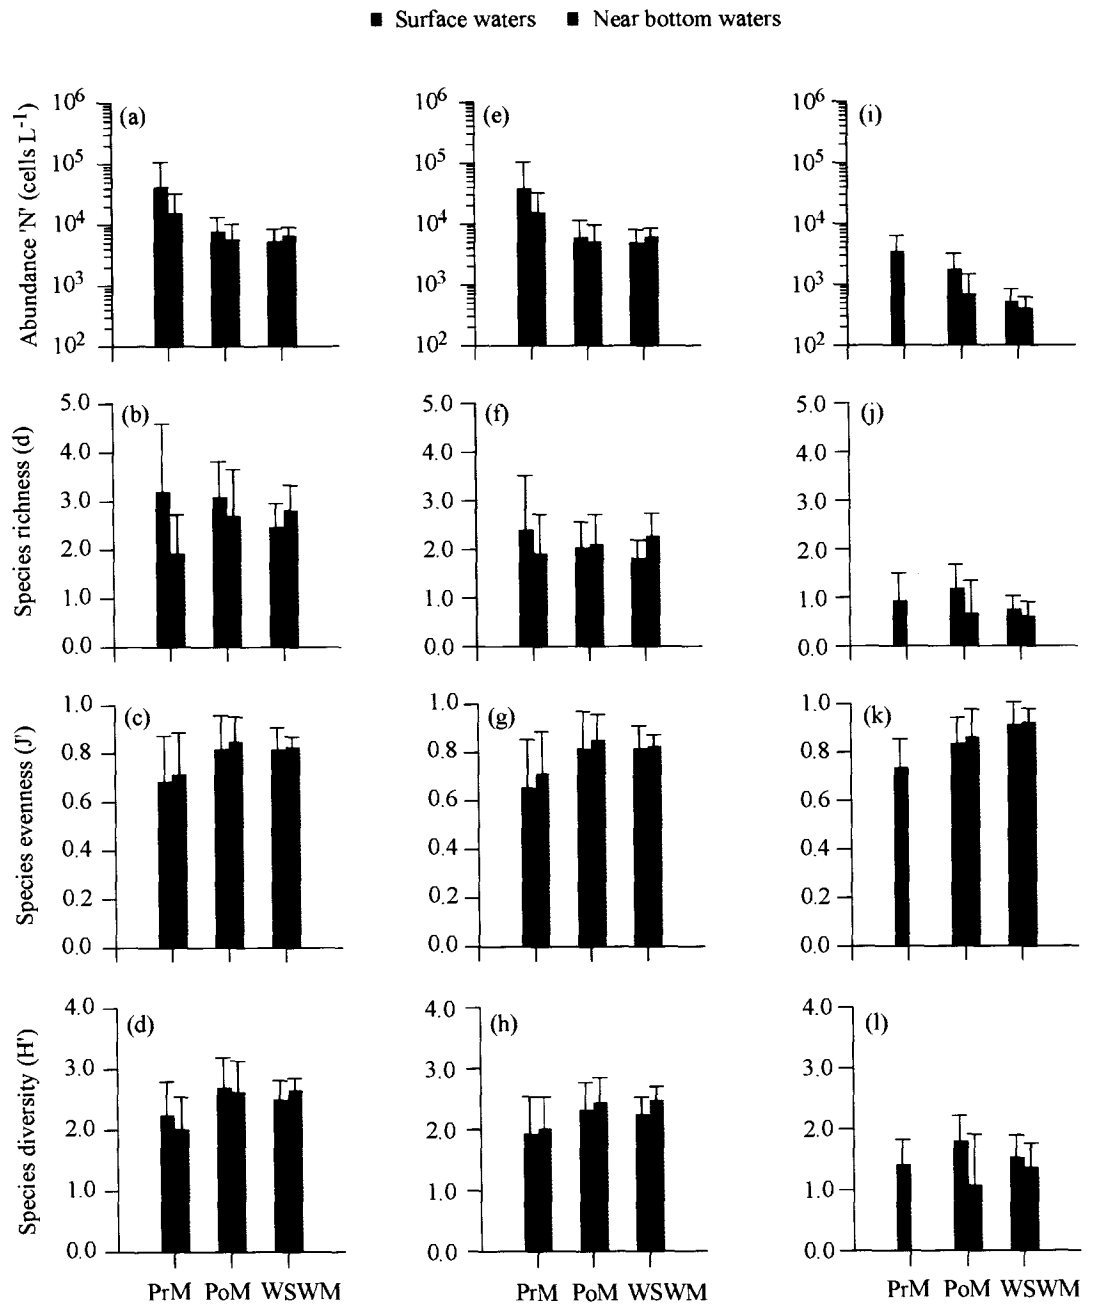 Surface waters Near bottom waters
Abundance 'N' (cells L⁻¹)
10⁶ (a) 10⁶ (e) 10⁶ (i)
10⁵ 10⁵ 10⁵
10⁴ 10⁴ 10⁴
10³ 10³ 10³
10² 10² 10²
Species richness (d)
5.0 (b) 5.0 (f) 5.0 (j)
4.0 4.0 4.0
3.0 3.0 3.0
2.0 2.0 2.0
1.0 1.0 1.0
0.0 0.0 0.0
Species evenness (J')
1.0 (c) 1.0 (g) 1.0 (k)
0.8 0.8 0.8
0.6 0.6 0.6
0.4 0.4 0.4
0.2 0.2 0.2
0.0 0.0 0.0
Species diversity (H')
4.0 (d) 4.0 (h) 4.0 (l)
3.0 3.0 3.0
2.0 2.0 2.0
1.0 1.0 1.0
0.0 0.0 0.0
PrM PoM WSWM PrM PoM WSWM PrM PoM WSWM